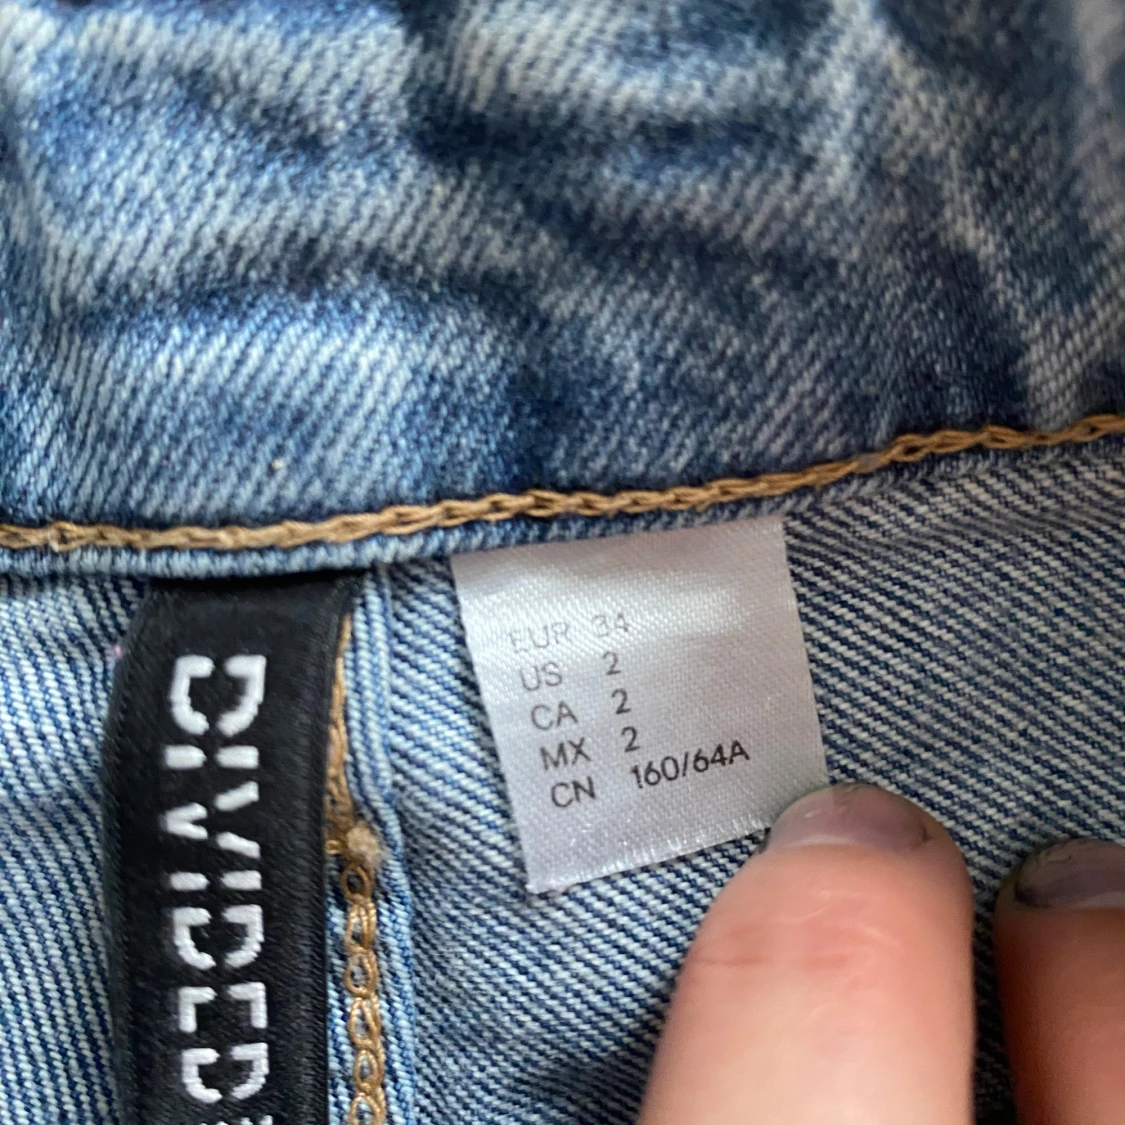 DIVIDED
EUR 34
US 2
CA 2
MX 2
CN 160/64A